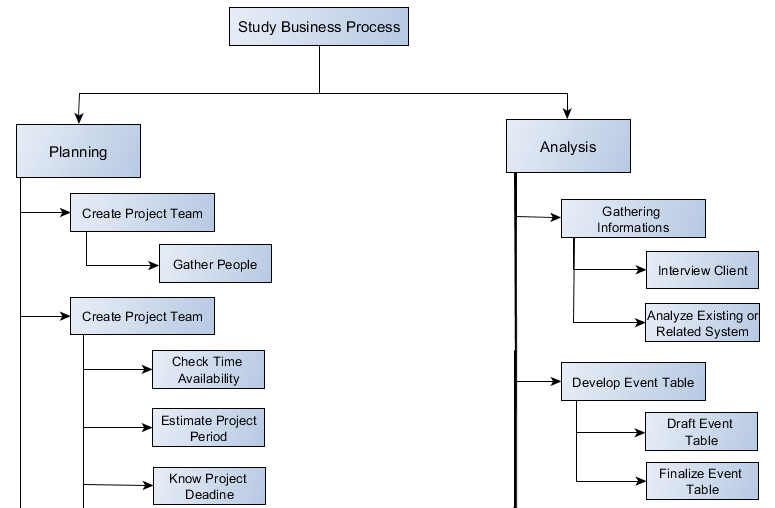 Study Business Process
Planning
Create Project Team
Gather People
Create Project Team
Check Time
Availability
Estimate Project
Period
Know Project
Deadine
Analysis
Gathering
Informations
Interview Client
Analyze Existing or
Related System
Develop Event Table
Draft Event
Table
Finalize Event
Table